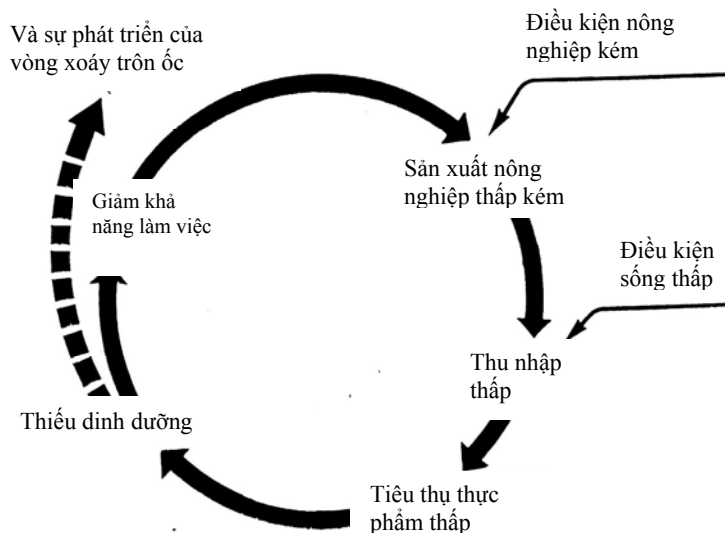 Và sự phát triển của
vòng xoáy trôn ốc
Điều kiện nông
nghiệp kém
Sản xuất nông
nghiệp thấp kém
Giảm khả
năng làm việc
Điều kiện
sống thấp
Thu nhập
thấp
Thiếu dinh dưỡng
Tiêu thụ thực
phẩm thấp